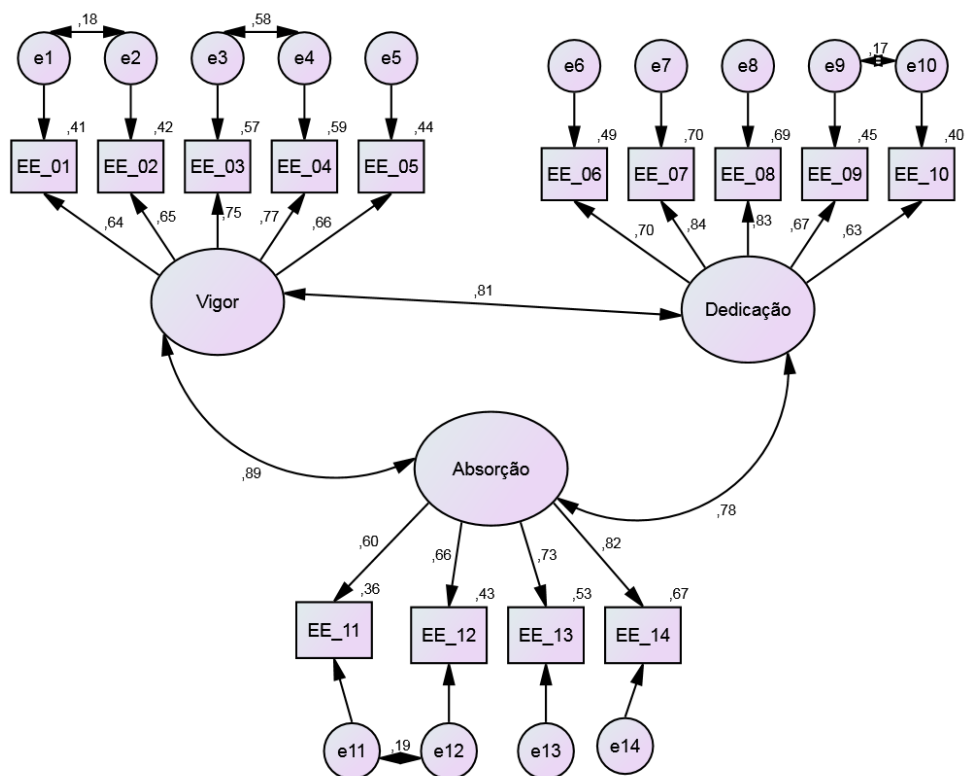 ,18
,58
,17
e1
e2
e3
e4
e5
e6
e7
e8
e9
e10
,41
,42
,57
,59
,44
,49
,70
,69
,45
,40
EE_01
EE_02
EE_03
EE_04
EE_05
EE_06
EE_07
EE_08
EE_09
EE_10
,64
,65
,75
,77
,66
,70
,84
,83
,67
,63
Vigor
,81
Dedicação
Absorção
,89
,78
,60
,66
,73
,82
,36
,43
,53
,67
EE_11
EE_12
EE_13
EE_14
e11
,19
e12
e13
e14